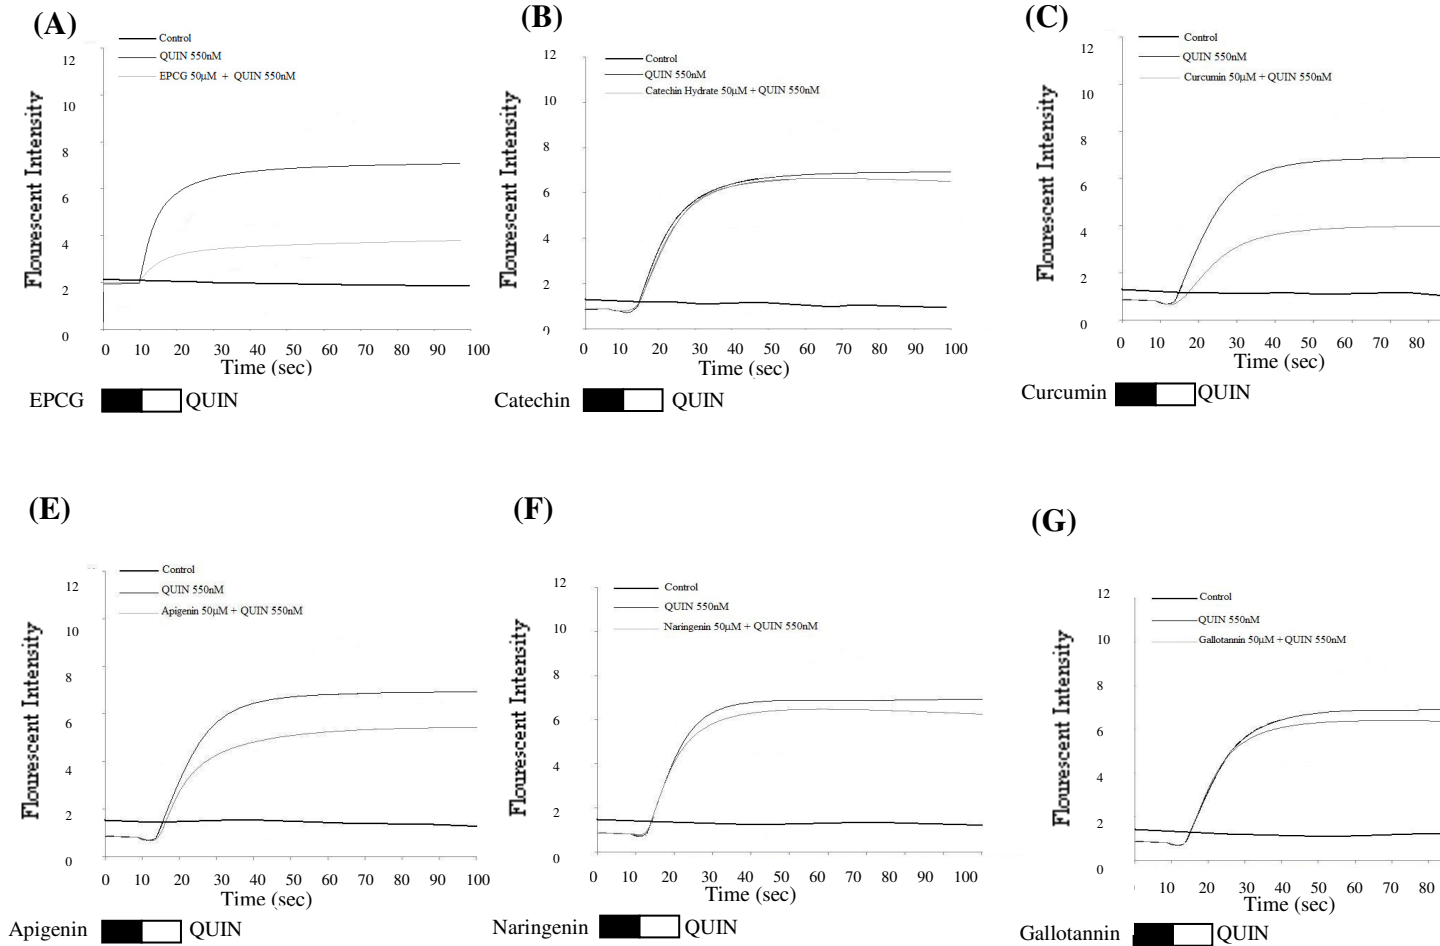 (A)
Control
QUIN 550nM
EPCG 50µM + QUIN 550nM
Flourescent Intensity
12
10
8
6
4
2
0
0 10 20 30 40 50 60 70 80 90 100
Time (sec)
EPCG QUIN
(B)
Control
QUIN 550nM
Catechin Hydrate 50µM + QUIN 550nM
Flourescent Intensity
12
10
8
6
4
2
0
0 10 20 30 40 50 60 70 80 90 100
Time (sec)
Catechin QUIN
(C)
Control
QUIN 550nM
Curcumin 50µM + QUIN 550nM
Flourescent Intensity
12
10
8
6
4
2
0
0 10 20 30 40 50 60 70 80
Time (sec)
Curcumin QUIN
(E)
Control
QUIN 550nM
Apigenin 50µM + QUIN 550nM
Flourescent Intensity
12
10
8
6
4
2
0
0 10 20 30 40 50 60 70 80 90 100
Time (sec)
Apigenin QUIN
(F)
Control
QUIN 550nM
Naringenin 50µM + QUIN 550nM
Flourescent Intensity
12
10
8
6
4
2
0
0 10 20 30 40 50 60 70 80 90 100
Time (sec)
Naringenin QUIN
(G)
Control
QUIN 550nM
Gallotannin 50µM + QUIN 550nM
Flourescent Intensity
12
10
8
6
4
2
0
0 10 20 30 40 50 60 70 80
Time (sec)
Gallotannin QUIN